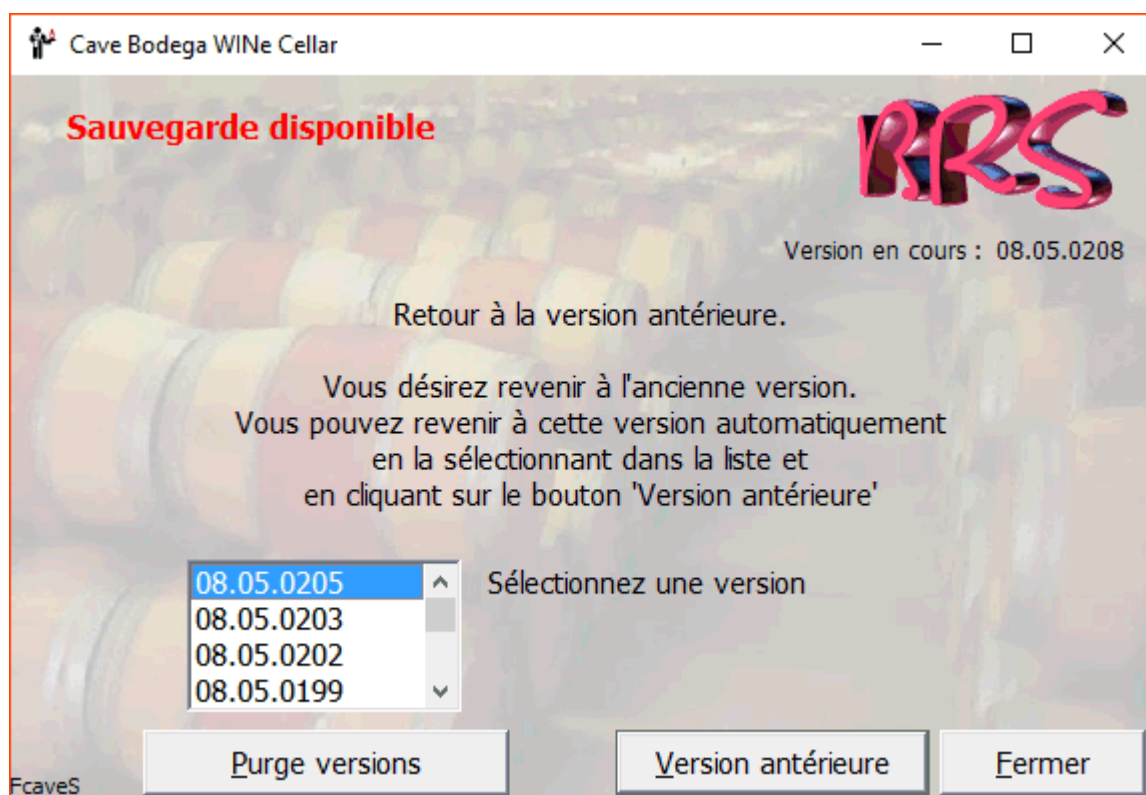 Cave Bodega WINe Cellar
Sauvegarde disponible
RRS
Version en cours : 08.05.0208
Retour à la version antérieure.
Vous désirez revenir à l'ancienne version.
Vous pouvez revenir à cette version automatiquement
en la sélectionnant dans la liste et
en cliquant sur le bouton 'Version antérieure'
08.05.0205
Sélectionnez une version
08.05.0203
08.05.0202
08.05.0199
Purge versions
Version antérieure
Fermer
FcaveS